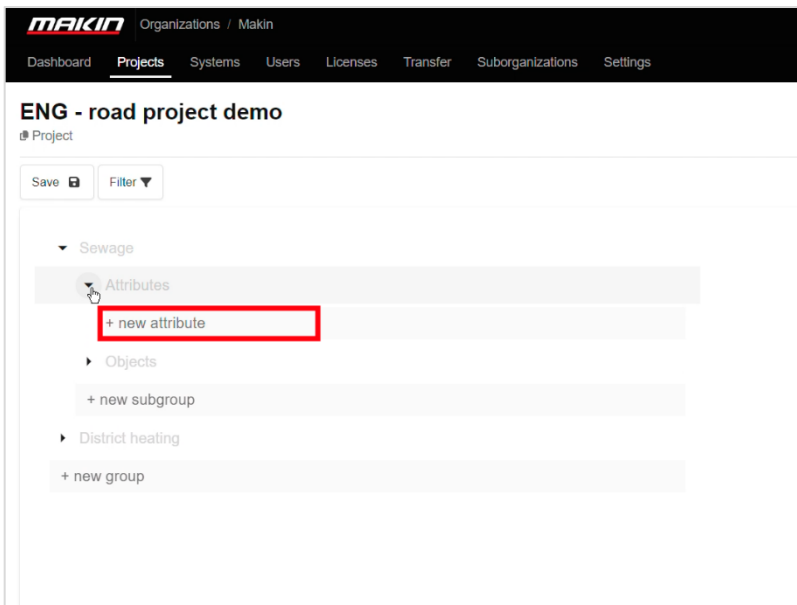 MAKIN Organizations / Makin
Dashboard Projects Systems Users Licenses Transfer Suborganizations Settings
ENG - road project demo
Project
Save Filter
Sewage
Attributes
+ new attribute
Objects
+ new subgroup
District heating
+ new group